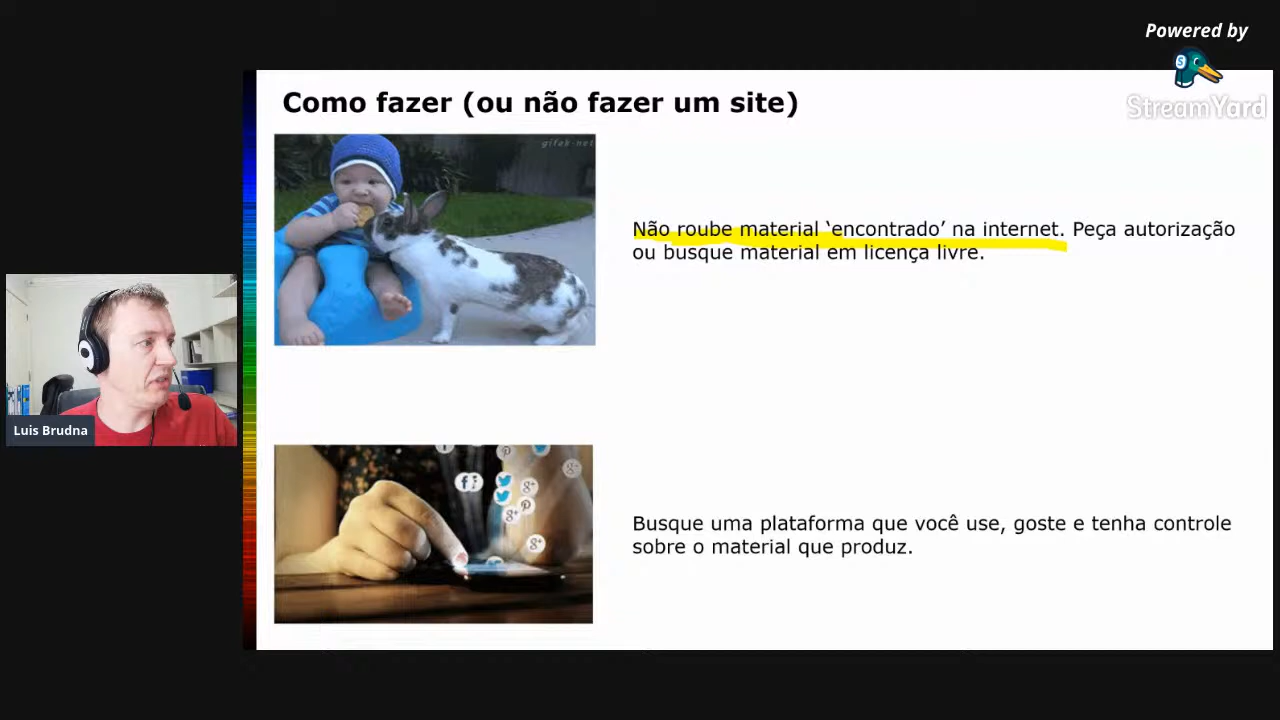 Powered by
StreamYard
Como fazer (ou não fazer um site)
gifak-net
Não roube material ‘encontrado’ na internet. Peça autorização
ou busque material em licença livre.
Luis Brudna
Busque uma plataforma que você use, goste e tenha controle
sobre o material que produz.